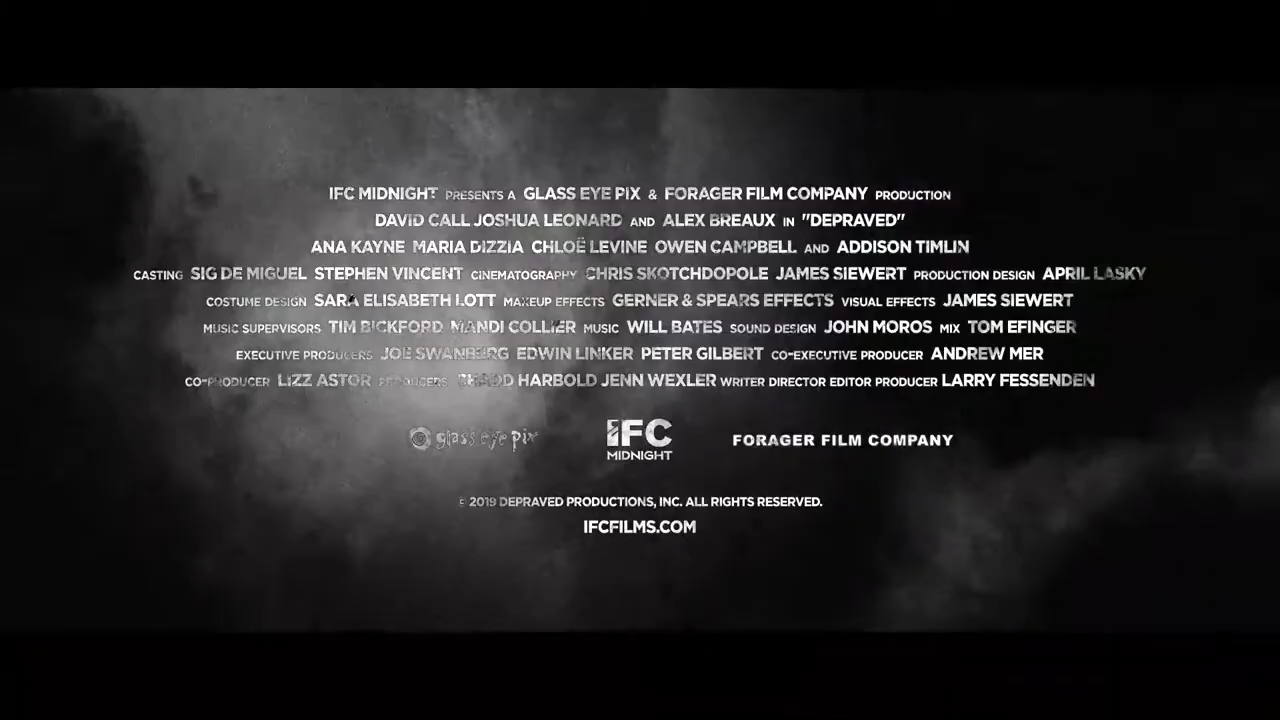 IFC MIDNIGHT PRESENTS A GLASS EYE PIX & FORAGER FILM COMPANY PRODUCTION
DAVID CALL JOSHUA LEONARD AND ALEX BREAUX IN "DEPRAVED"
ANA KAYNE MARIA DIZZIA CHLOË LEVINE OWEN CAMPBELL AND ADDISON TIMLIN
CASTING SIG DE MIGUEL STEPHEN VINCENT CINEMATOGRAPHY CHRIS SKOTCHDOPOLE JAMES SIEWERT PRODUCTION DESIGN APRIL LASKY
COSTUME DESIGN SARA ELISABETH LOTT MAKEUP EFFECTS GERNER & SPEARS EFFECTS VISUAL EFFECTS JAMES SIEWERT
MUSIC SUPERVISORS TIM BICKFORD MANDI COLLIER MUSIC WILL BATES SOUND DESIGN JOHN MOROS MIX TOM EFINGER
EXECUTIVE PRODUCERS JOE SWANBERG EDWIN LINKER PETER GILBERT CO-EXECUTIVE PRODUCER ANDREW MER
CO-PRODUCER LIZZ ASTOR PRODUCERS CHADD HARBOLD JENN WEXLER WRITER DIRECTOR EDITOR PRODUCER LARRY FESSENDEN
glass eye pix IFC MIDNIGHT FORAGER FILM COMPANY
© 2019 DEPRAVED PRODUCTIONS, INC. ALL RIGHTS RESERVED.
IFCFILMS.COM